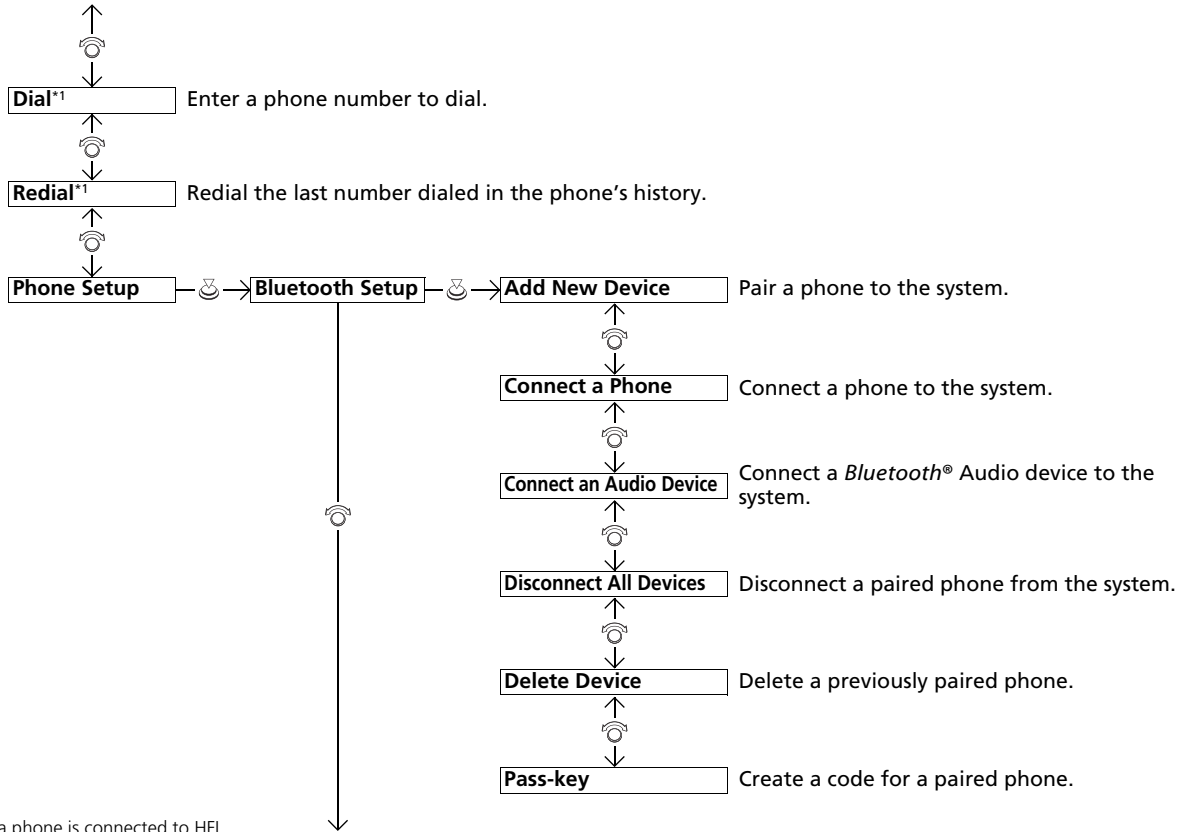 Dial*1 Enter a phone number to dial.
Redial*1 Redial the last number dialed in the phone's history.
Phone Setup Bluetooth Setup Add New Device Pair a phone to the system.
Connect a Phone Connect a phone to the system.
Connect an Audio Device Connect a Bluetooth® Audio device to the
system.
Disconnect All Devices Disconnect a paired phone from the system.
Delete Device Delete a previously paired phone.
Pass-key Create a code for a paired phone.
a phone is connected to HFL